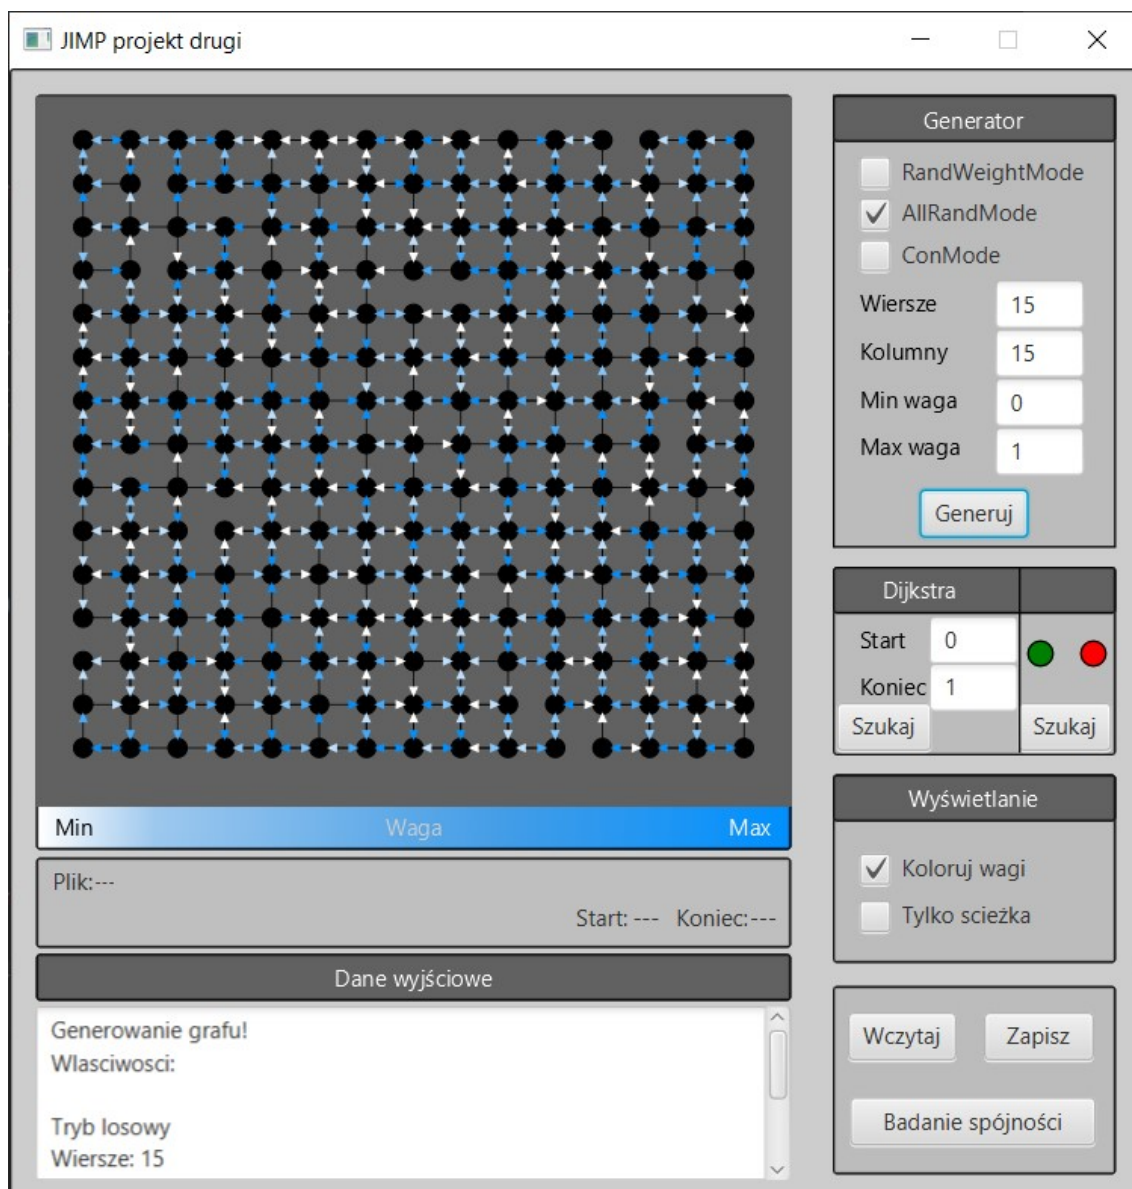 JIMP projekt drugi
Generator
RandWeightMode
AllRandMode
ConMode
Wiersze 15
Kolumny 15
Min waga 0
Max waga 1
Generuj
Dijkstra
Start 0
Koniec 1
Szukaj Szukaj
Min Waga Max
Wyświetlanie
Koloruj wagi
Tylko scieżka
Plik:---
Start: --- Koniec:---
Dane wyjściowe
Generowanie grafu!
Wlasciwosci:
Tryb losowy
Wiersze: 15
Wczytaj Zapisz
Badanie spójności